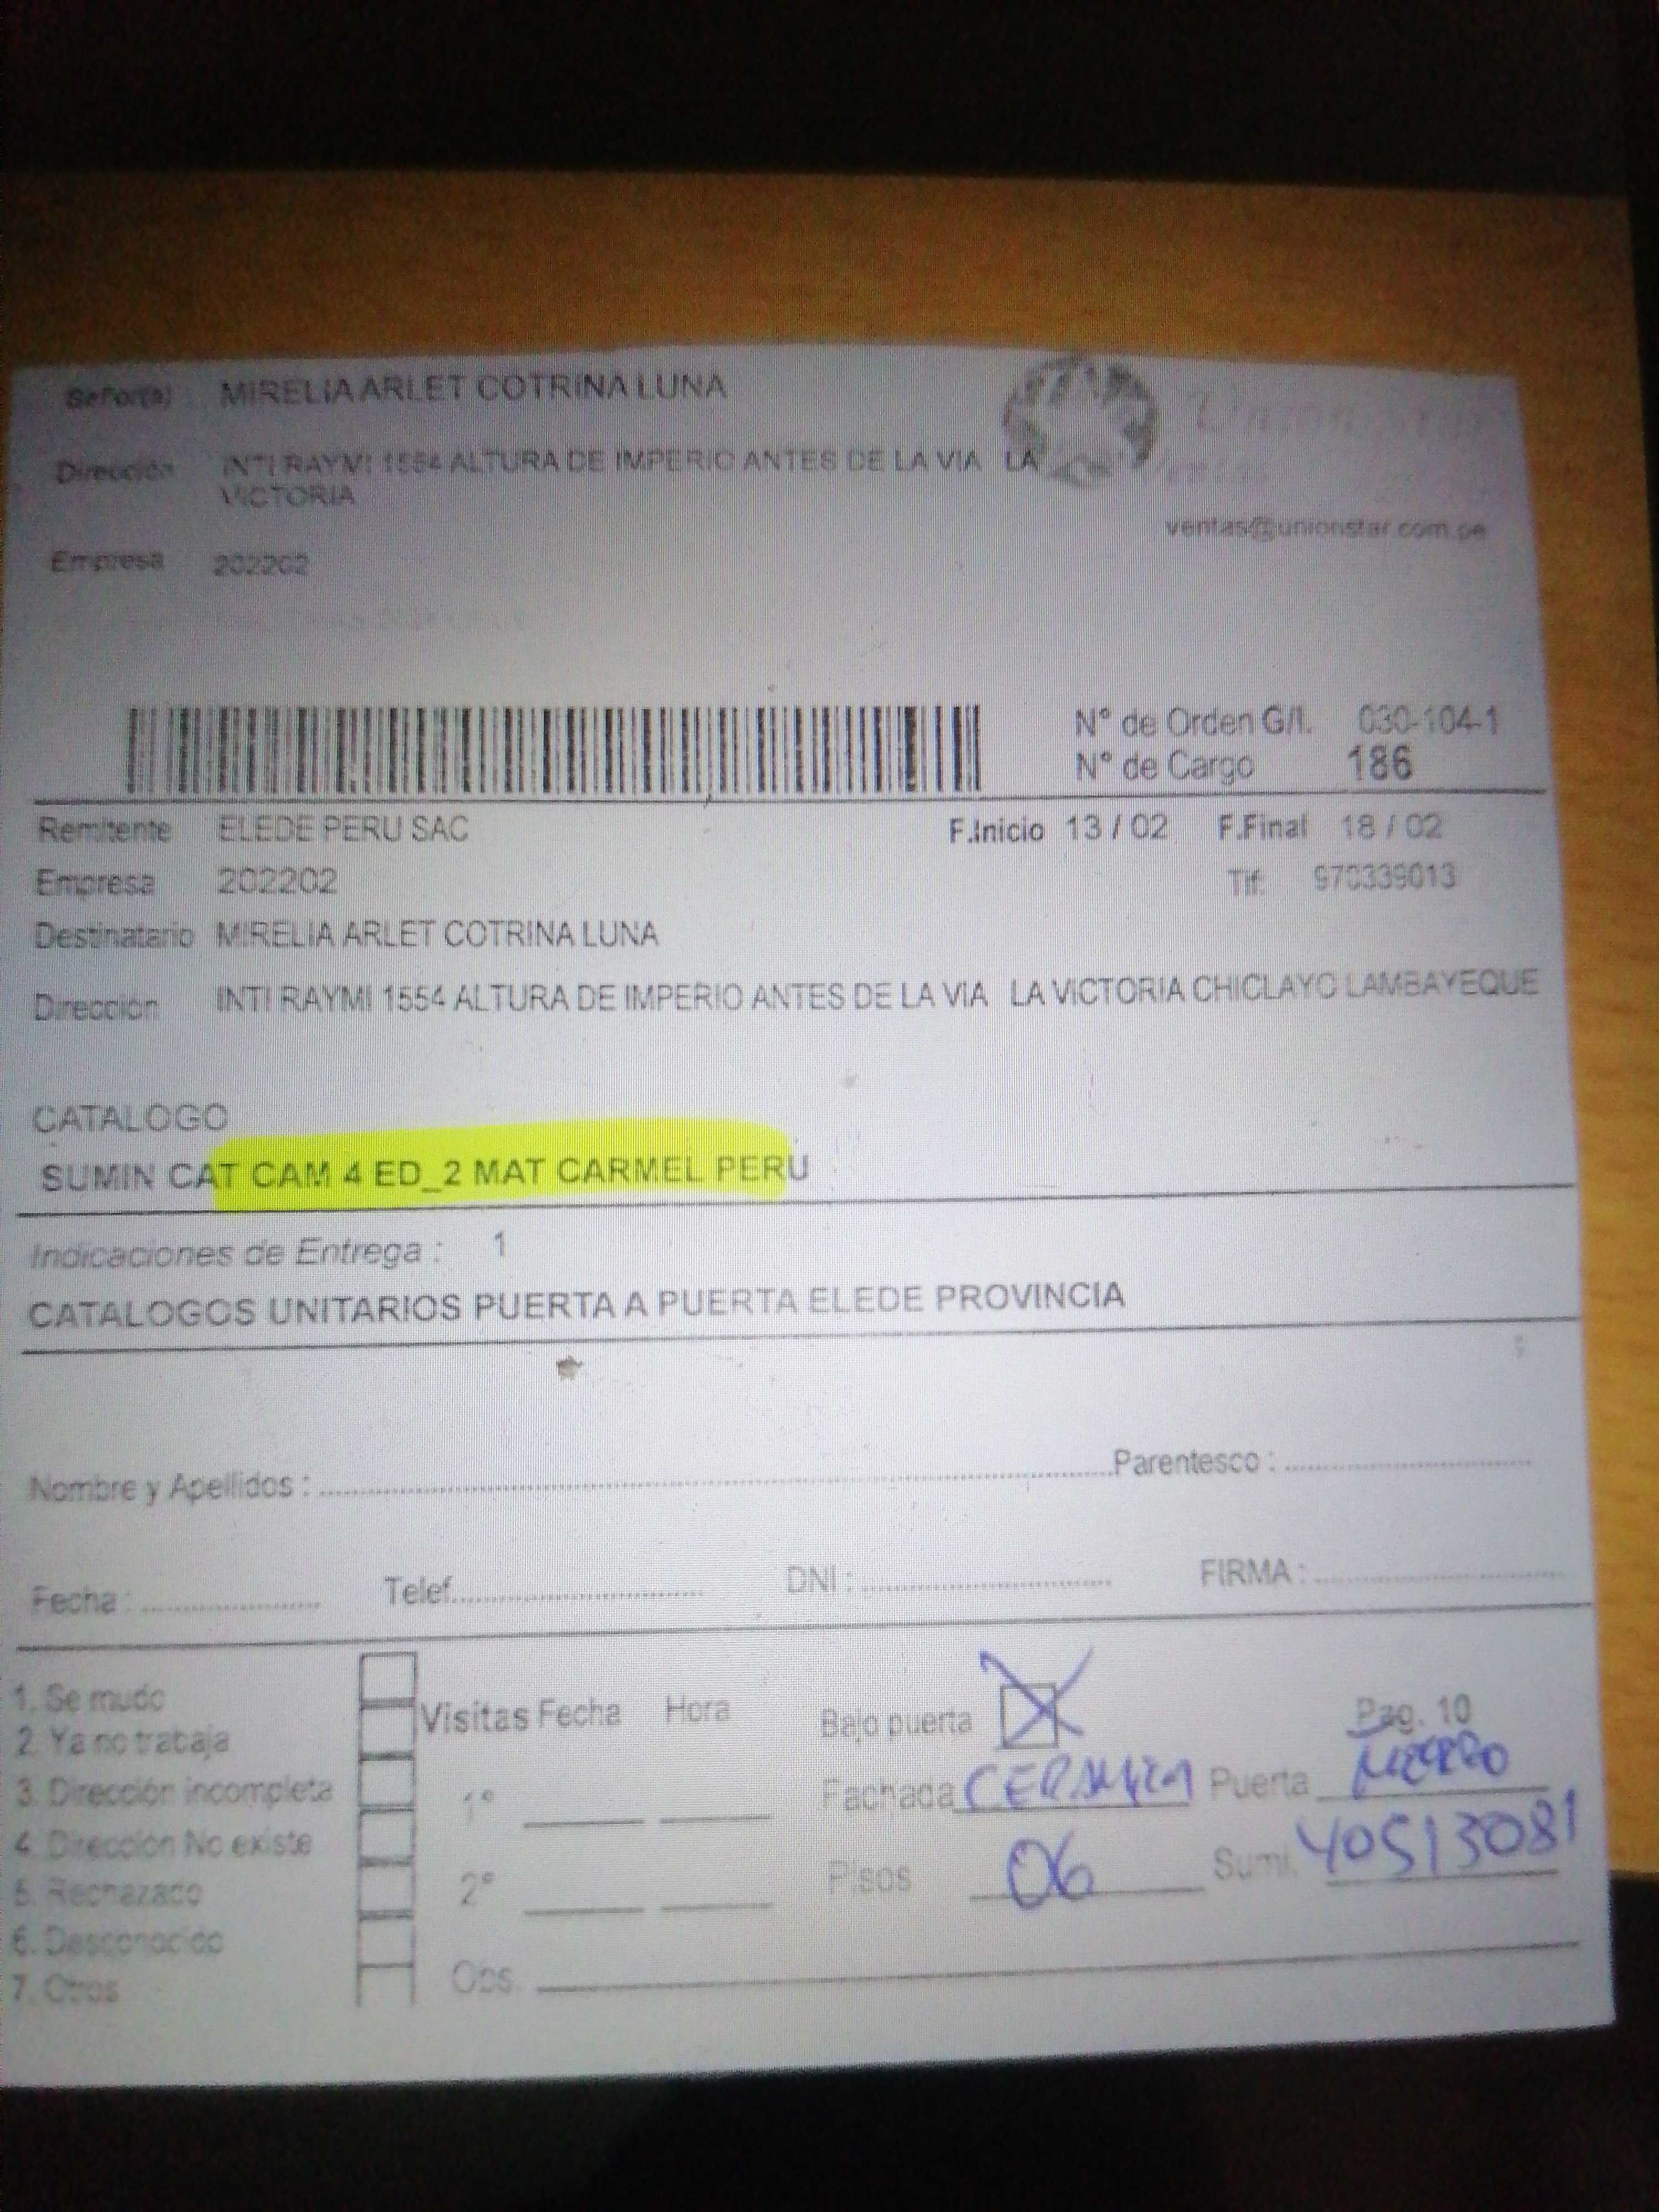 Señor(a) MIRELIA ARLET COTRINA LUNA
Dirección INTI RAYMI 1554 ALTURA DE IMPERIO ANTES DE LA VIA LA
VICTORIA
ventas@unionstar.com.pe
Empresa 202202
N° de Orden G/I. 030-104-1
N° de Cargo 186
Remitente ELEDE PERU SAC F.Inicio 13 / 02 F.Final 18 / 02
Empresa 202202 Tlf: 970339013
Destinatario MIRELIA ARLET COTRINA LUNA
Dirección INTI RAYMI 1554 ALTURA DE IMPERIO ANTES DE LA VIA LA VICTORIA CHICLAYO LAMBAYEQUE
CATALOGO
SUMIN CAT CAM 4 ED_2 MAT CARMEL PERU
Indicaciones de Entrega : 1
CATALOGOS UNITARIOS PUERTA A PUERTA ELEDE PROVINCIA
Nombre y Apellidos : Parentesco :
Fecha : Telef. DNI : FIRMA :
1. Se mudo
2. Ya no trabaja
3. Dirección incompleta
4. Dirección No existe
5. Rechazado
6. Desconocido
7. Otros
Visitas Fecha Hora
1°
2°
Obs.
Bajo puerta X Pag. 10
Fachada Puerta
Pisos 06 Sumi. 40513081